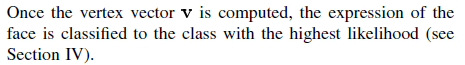 Once the vertex vector v is computed, the expression of the
face is classified to the class with the highest likelihood (see
Section IV).